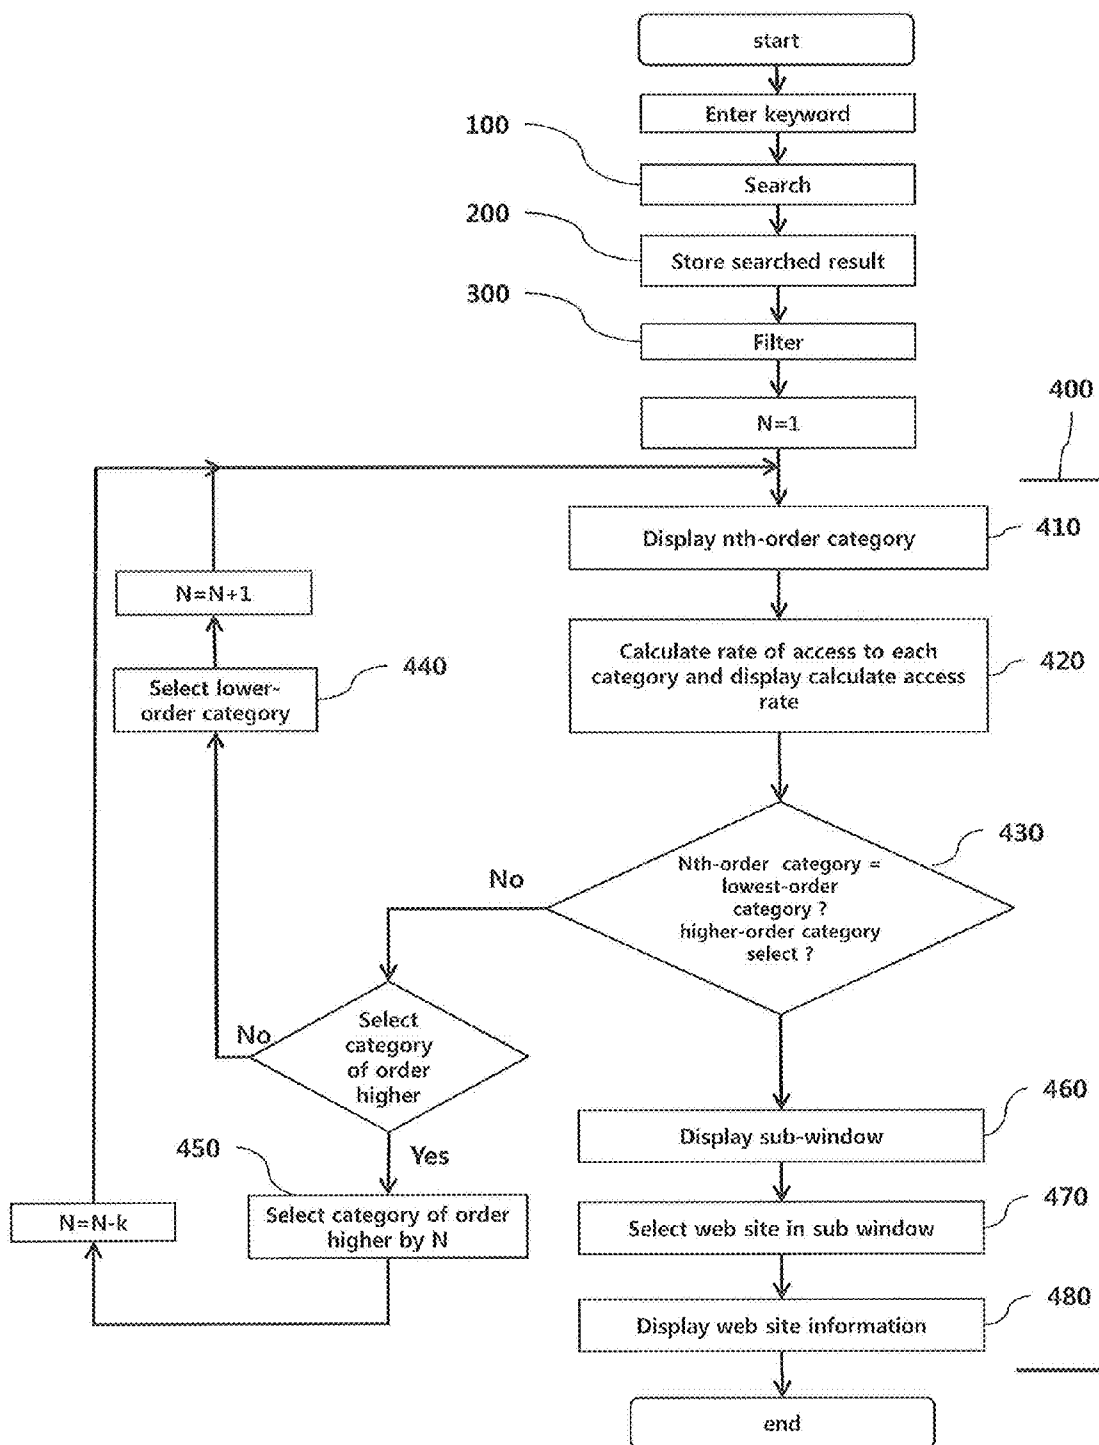 start
Enter keyword
100
Search
200
Store searched result
300
Filter
N=1
400
Display nth-order category
410
N=N+1
Calculate rate of access to each
category and display calculate access
rate
420
440
Select lower-
order category
430
Nth-order category =
lowest-order
category ?
higher-order category
select ?
No
Select
category
of order
higher
No
Yes
460
Display sub-window
450
Select category of order
higher by N
N=N-k
470
Select web site in sub window
480
Display web site information
end